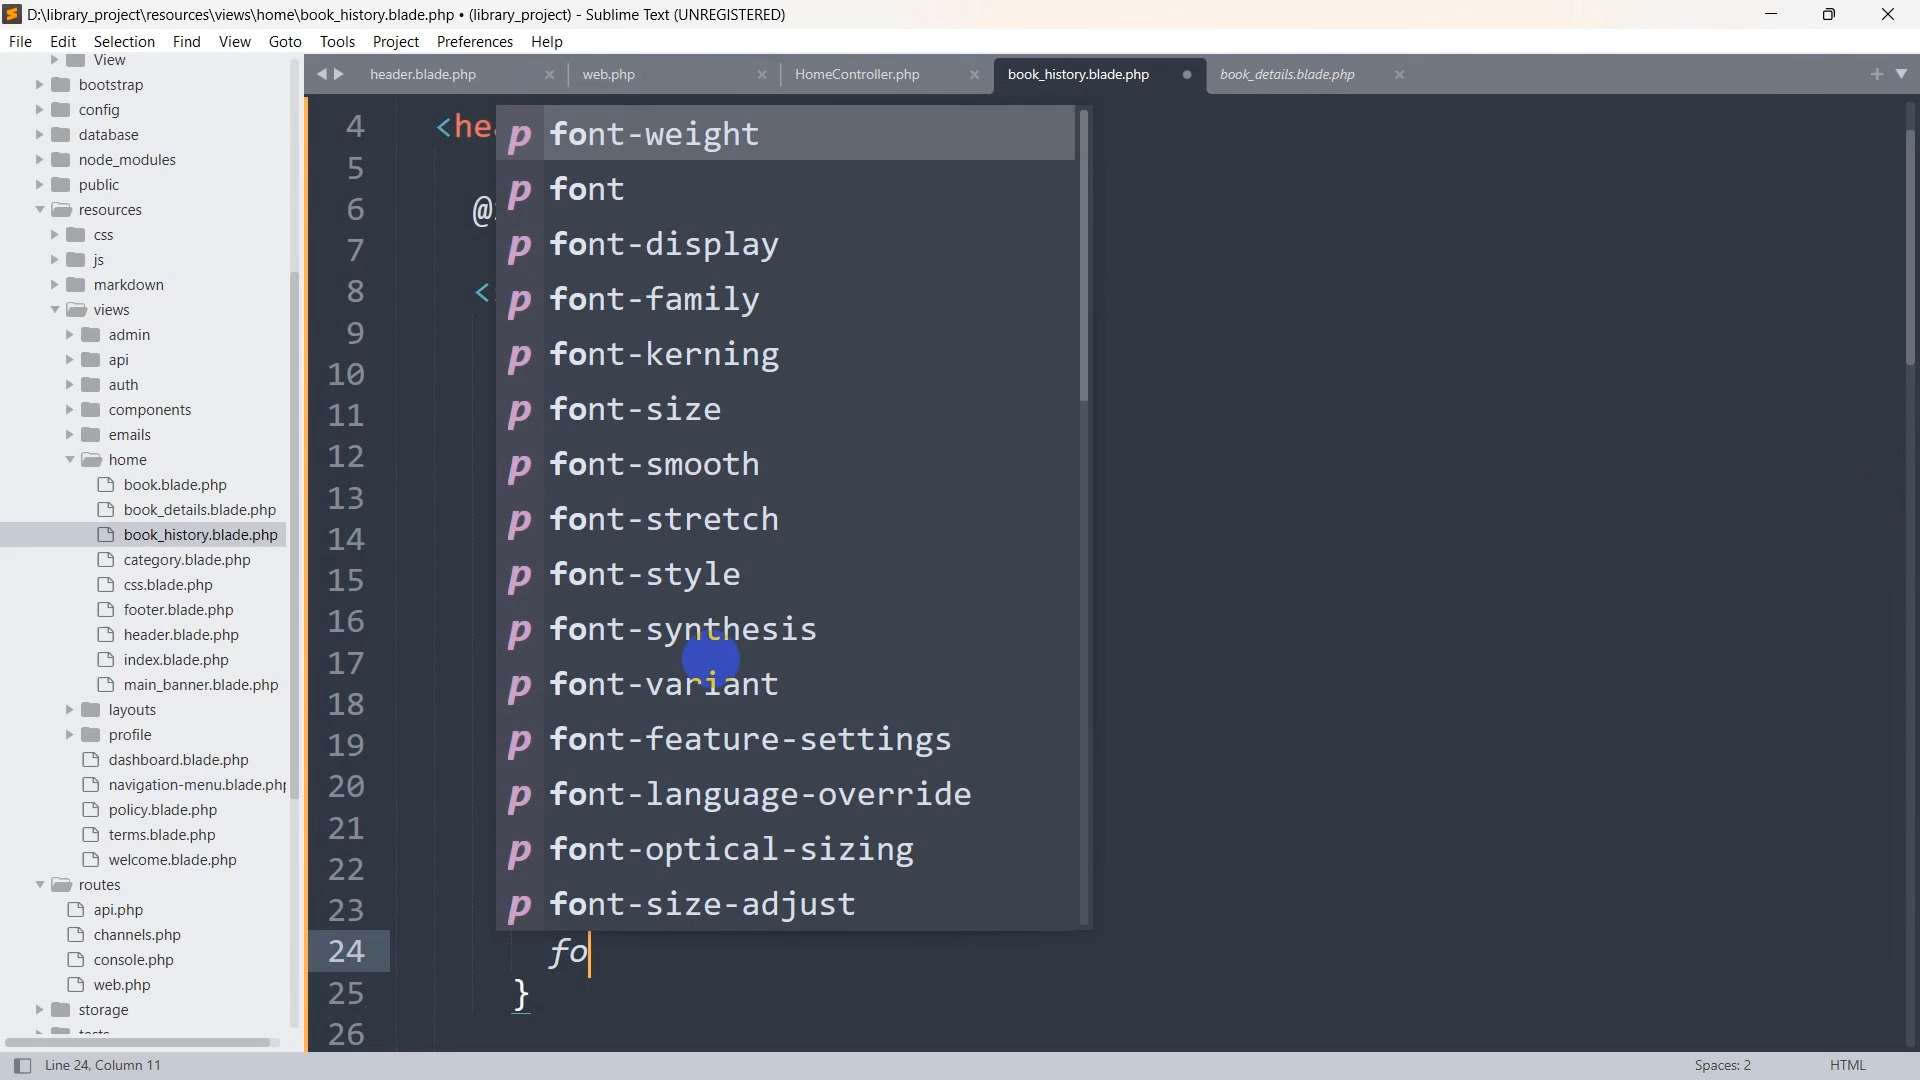 D:\library_project\resources\views\home\book_history.blade.php • (library_project) - Sublime Text (UNREGISTERED)
File Edit Selection Find View Goto Tools Project Preferences Help
View
bootstrap
config
database
node_modules
public
resources
css
js
markdown
views
admin
api
auth
components
emails
home
book.blade.php
book_details.blade.php
book_history.blade.php
category.blade.php
css.blade.php
footer.blade.php
header.blade.php
index.blade.php
main_banner.blade.php
layouts
profile
dashboard.blade.php
navigation-menu.blade.php
policy.blade.php
terms.blade.php
welcome.blade.php
routes
api.php
channels.php
console.php
web.php
storage
tests
header.blade.php web.php HomeController.php book_history.blade.php book_details.blade.php
4 <hea
5
6 @
7
8 <
9
10
11
12
13
14
15
16
17
18
19
20
21
22
23
24 fo
25 }
26
p font-weight
p font
p font-display
p font-family
p font-kerning
p font-size
p font-smooth
p font-stretch
p font-style
p font-synthesis
p font-variant
p font-feature-settings
p font-language-override
p font-optical-sizing
p font-size-adjust
Line 24, Column 11 Spaces: 2 HTML